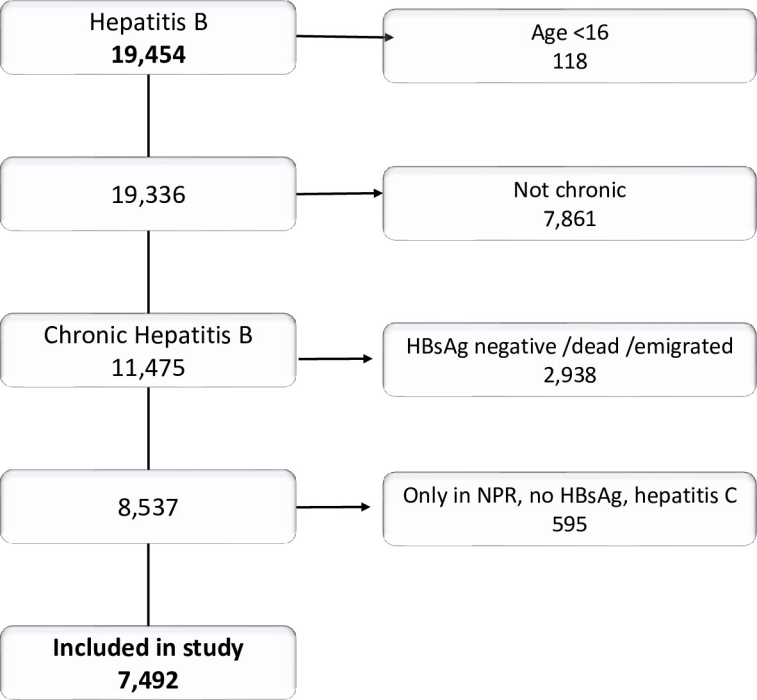 Hepatitis B
19,454
Age <16
118
19,336
Not chronic
7,861
Chronic Hepatitis B
11,475
HBsAg negative /dead /emigrated
2,938
8,537
Only in NPR, no HBsAg, hepatitis C
595
Included in study
7,492